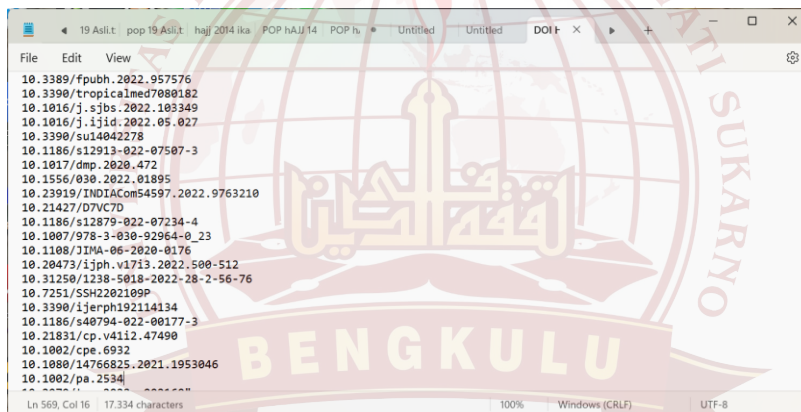 19 Asli.t pop 19 Asli.t hajj 2014 ika POP hAJJ 14 POP h. Untitled Untitled DOI H
File Edit View
10.3389/fpubh.2022.957576
10.3390/tropicalmed7080182
10.1016/j.sjbs.2022.103349
10.1016/j.ijid.2022.05.027
10.3390/su14042278
10.1186/s12913-022-07507-3
10.1017/dmp.2020.472
10.1556/030.2022.01895
10.23919/INDIACom54597.2022.9763210
10.21427/D7VC7D
10.1186/s12879-022-07234-4
10.1007/978-3-030-92964-0_23
10.1108/JIMA-06-2020-0176
10.20473/ijph.v17i3.2022.500-512
10.31250/1238-5018-2022-28-2-56-76
10.7251/SSH2202109P
10.3390/ijerph192114134
10.1186/s40794-022-00177-3
10.21831/cp.v41i2.47490
10.1002/cpe.6932
10.1080/14766825.2021.1953046
10.1002/pa.2534
Ln 569, Col 16 17.334 characters 100% Windows (CRLF) UTF-8
SUKARNO
BENGKULU